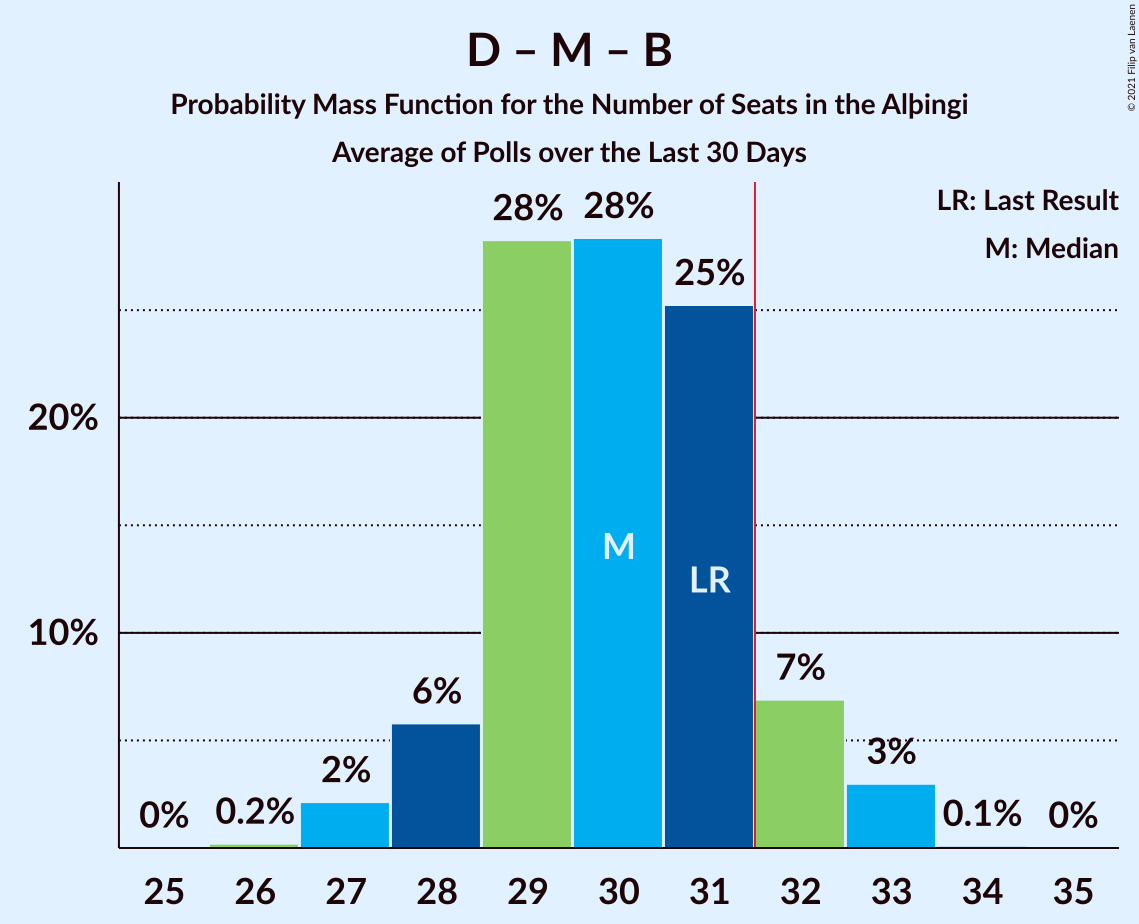 D – M – B
Probability Mass Function for the Number of Seats in the Alþingi
Average of Polls over the Last 30 Days
© 2021 Filip van Laenen
LR: Last Result
M: Median
28% 28%
25%
20%
M
LR
10%
7%
6%
3%
2%
0% 0.2% 0.1% 0%
25 26 27 28 29 30 31 32 33 34 35